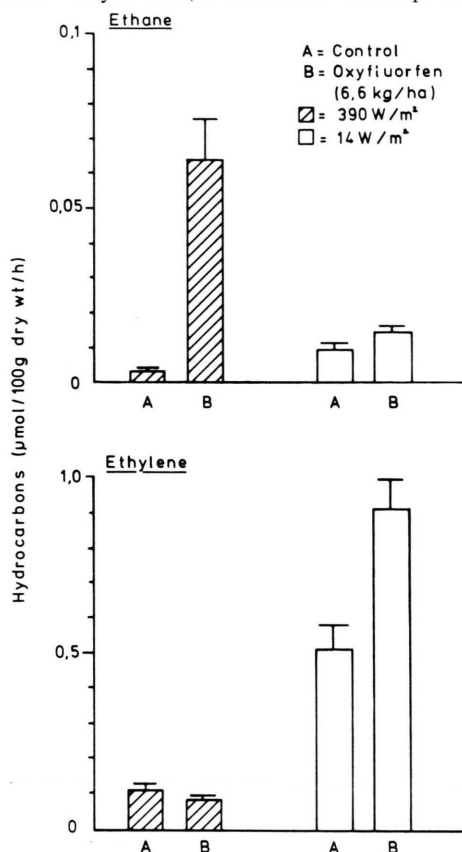 Ethane
A = Control
B = Oxyfluorfen
(6,6 kg/ha)
= 390 W/m²
= 14 W/m²
0,1
0,05
0
A
B
A
B
Hydrocarbons (µmol/100g dry wt/h)
Ethylene
1,0
0,5
0
A
B
A
B